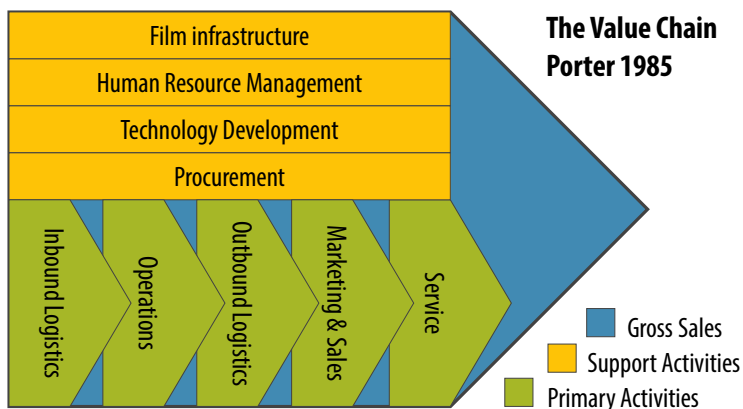 The Value Chain
Porter 1985
Film infrastructure
Human Resource Management
Technology Development
Procurement
Inbound Logistics
Operations
Outbound Logistics
Marketing & Sales
Service
Gross Sales
Support Activities
Primary Activities